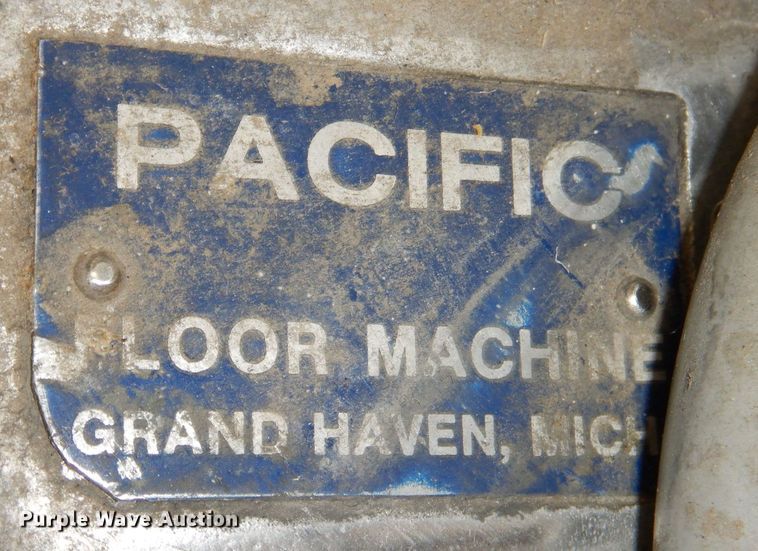 PACIFIC
FLOOR MACHINE
GRAND HAVEN, MICH
Purple Wave Auction